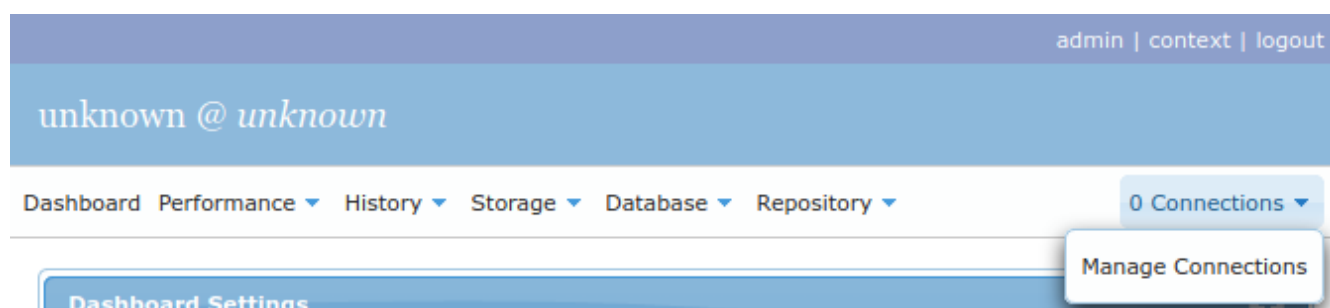 admin | context | logout
unknown @ unknown
Dashboard Performance History Storage Database Repository 0 Connections
Manage Connections
Dashboard Settings